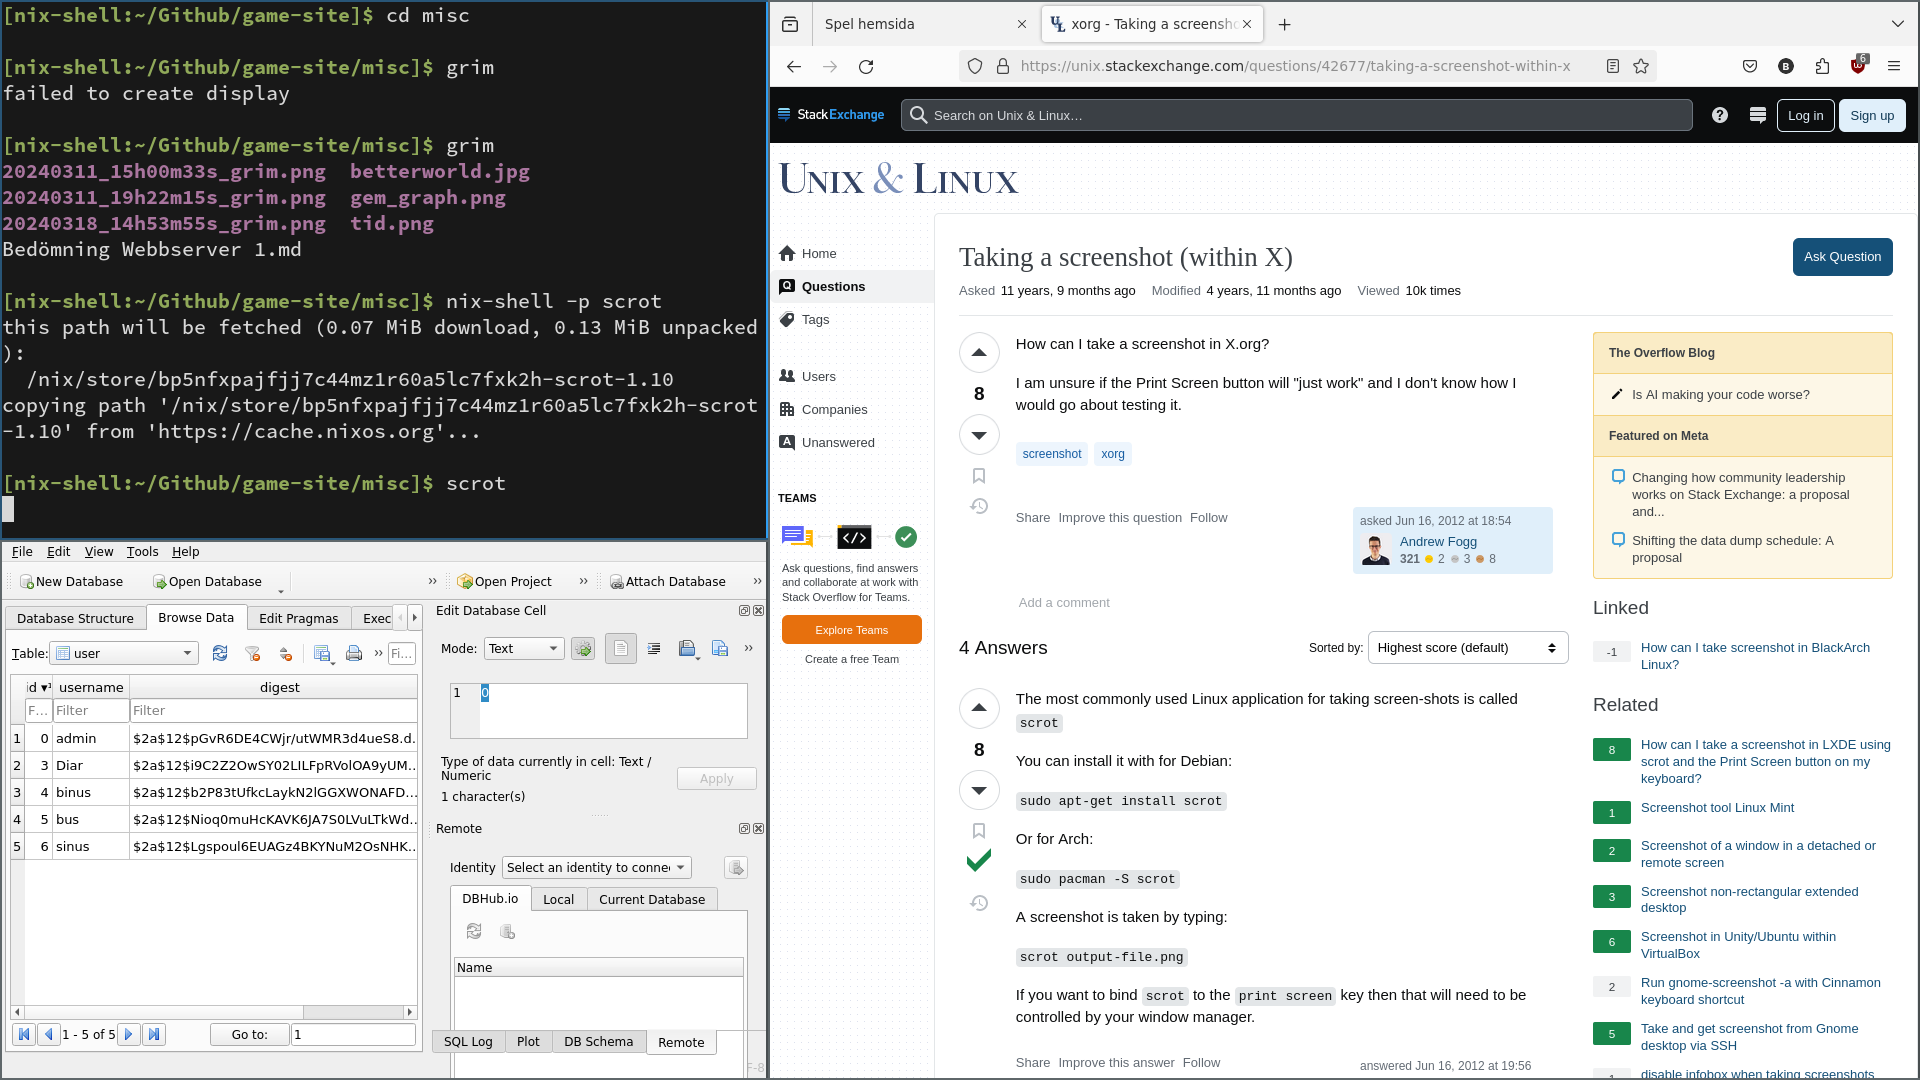 [nix-shell:~/Github/game-site]$ cd misc
[nix-shell:~/Github/game-site/misc]$ grim
failed to create display
[nix-shell:~/Github/game-site/misc]$ grim
20240311_15h00m33s_grim.png  betterworld.jpg
20240311_19h22m15s_grim.png  gem_graph.png
20240318_14h53m55s_grim.png  tid.png
Bedömning Webbserver 1.md
[nix-shell:~/Github/game-site/misc]$ nix-shell -p scrot
this path will be fetched (0.07 MiB download, 0.13 MiB unpacked
):
/nix/store/bp5nfxpajfjj7c44mz1r60a5lc7fxk2h-scrot-1.10
copying path '/nix/store/bp5nfxpajfjj7c44mz1r60a5lc7fxk2h-scrot
-1.10' from 'https://cache.nixos.org'...
[nix-shell:~/Github/game-site/misc]$ scrot
File Edit View Tools Help
New Database Open Database » Open Project » Attach Database »
Database Structure Browse Data Edit Pragmas Exec
Table: user » Fi...
id username digest
F... Filter Filter
1 0 admin $2a$12$pGvR6DE4CWjr/utWMR3d4ueS8.d...
2 3 Diar $2a$12$i9C2Z2OwSY02LILFpRVolOA9yUM...
3 4 binus $2a$12$b2P83tUfkcLaykN2lGGXWONAFD...
4 5 bus $2a$12$Nioq0muHcKAVK6JA7S0LVuLTkWd...
5 6 sinus $2a$12$Lgspoul6EUAGz4BKYNuM2OsNHK...
1 - 5 of 5 Go to: 1
Edit Database Cell
Mode: Text »
1 0
Type of data currently in cell: Text /
Numeric
1 character(s)
Apply
Remote
Identity Select an identity to conne
DBHub.io Local Current Database
Name
SQL Log Plot DB Schema Remote
Spel hemsida
xorg - Taking a screensho
https://unix.stackexchange.com/questions/42677/taking-a-screenshot-within-x
B
6
StackExchange
Search on Unix & Linux…
Log in
Sign up
UNIX & LINUX
Home
Questions
Tags
Users
Companies
Unanswered
TEAMS
Ask questions, find answers
and collaborate at work with
Stack Overflow for Teams.
Explore Teams
Create a free Team
Taking a screenshot (within X)
Ask Question
Asked 11 years, 9 months ago Modified 4 years, 11 months ago Viewed 10k times
8
How can I take a screenshot in X.org?
I am unsure if the Print Screen button will "just work" and I don't know how I
would go about testing it.
screenshot xorg
Share Improve this question Follow
asked Jun 16, 2012 at 18:54
Andrew Fogg
321 2 3 8
Add a comment
4 Answers
Sorted by: Highest score (default)
8
The most commonly used Linux application for taking screen-shots is called
scrot
You can install it with for Debian:
sudo apt-get install scrot
Or for Arch:
sudo pacman -S scrot
A screenshot is taken by typing:
scrot output-file.png
If you want to bind scrot to the print screen key then that will need to be
controlled by your window manager.
Share Improve this answer Follow
answered Jun 16, 2012 at 19:56
The Overflow Blog
Is AI making your code worse?
Featured on Meta
Changing how community leadership
works on Stack Exchange: a proposal
and...
Shifting the data dump schedule: A
proposal
Linked
-1 How can I take screenshot in BlackArch
Linux?
Related
8 How can I take a screenshot in LXDE using
scrot and the Print Screen button on my
keyboard?
1 Screenshot tool Linux Mint
2 Screenshot of a window in a detached or
remote screen
3 Screenshot non-rectangular extended
desktop
6 Screenshot in Unity/Ubuntu within
VirtualBox
2 Run gnome-screenshot -a with Cinnamon
keyboard shortcut
5 Take and get screenshot from Gnome
desktop via SSH
1 disable infobox when taking screenshots